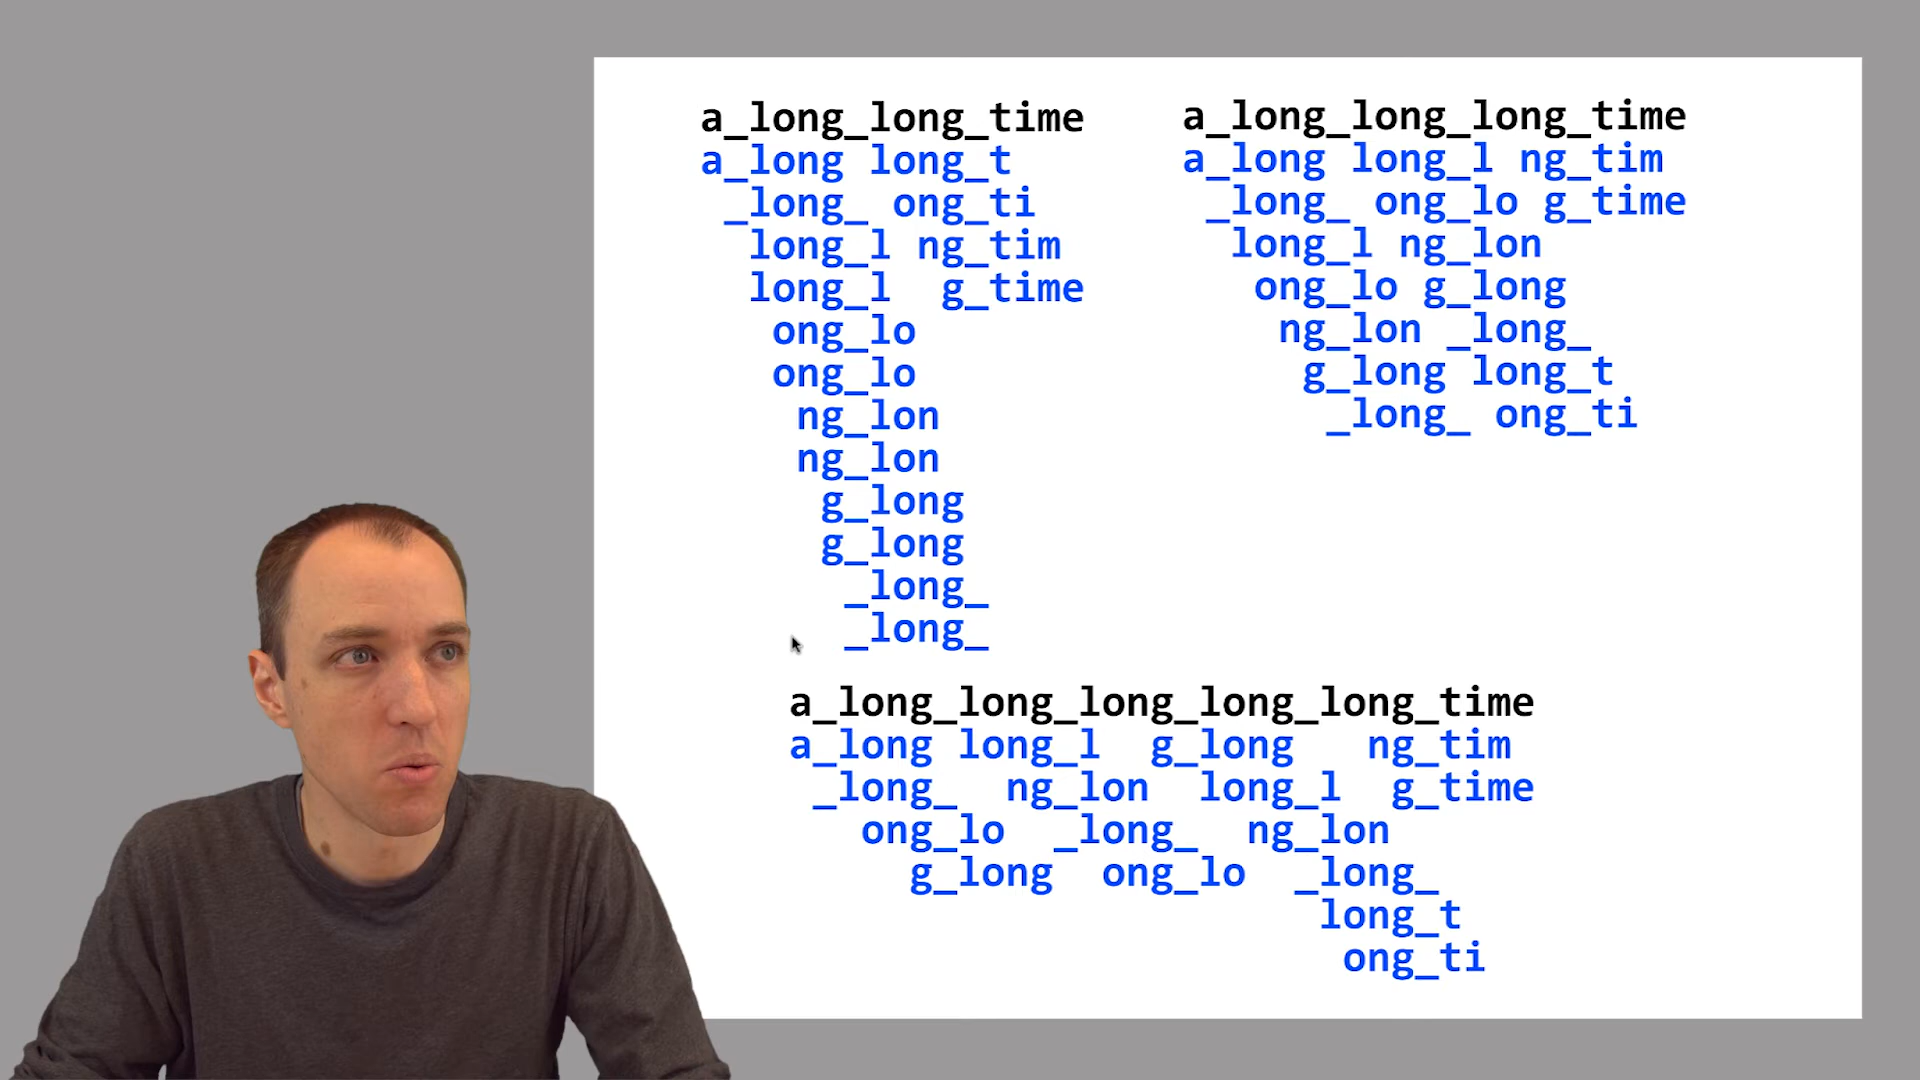 a_long_long_time
a_long long_t
_long_ ong_ti
long_l ng_tim
long_l g_time
ong_lo
ong_lo
ng_lon
ng_lon
g_long
g_long
_long_
_long_
a_long_long_long_time
a_long long_l ng_tim
_long_ ong_lo g_time
long_l ng_lon
ong_lo g_long
ng_lon _long_
g_long long_t
_long_ ong_ti
a_long_long_long_long_long_time
a_long long_l g_long ng_tim
_long_ ng_lon long_l g_time
ong_lo _long_ ng_lon
g_long ong_lo _long_
long_t
ong_ti